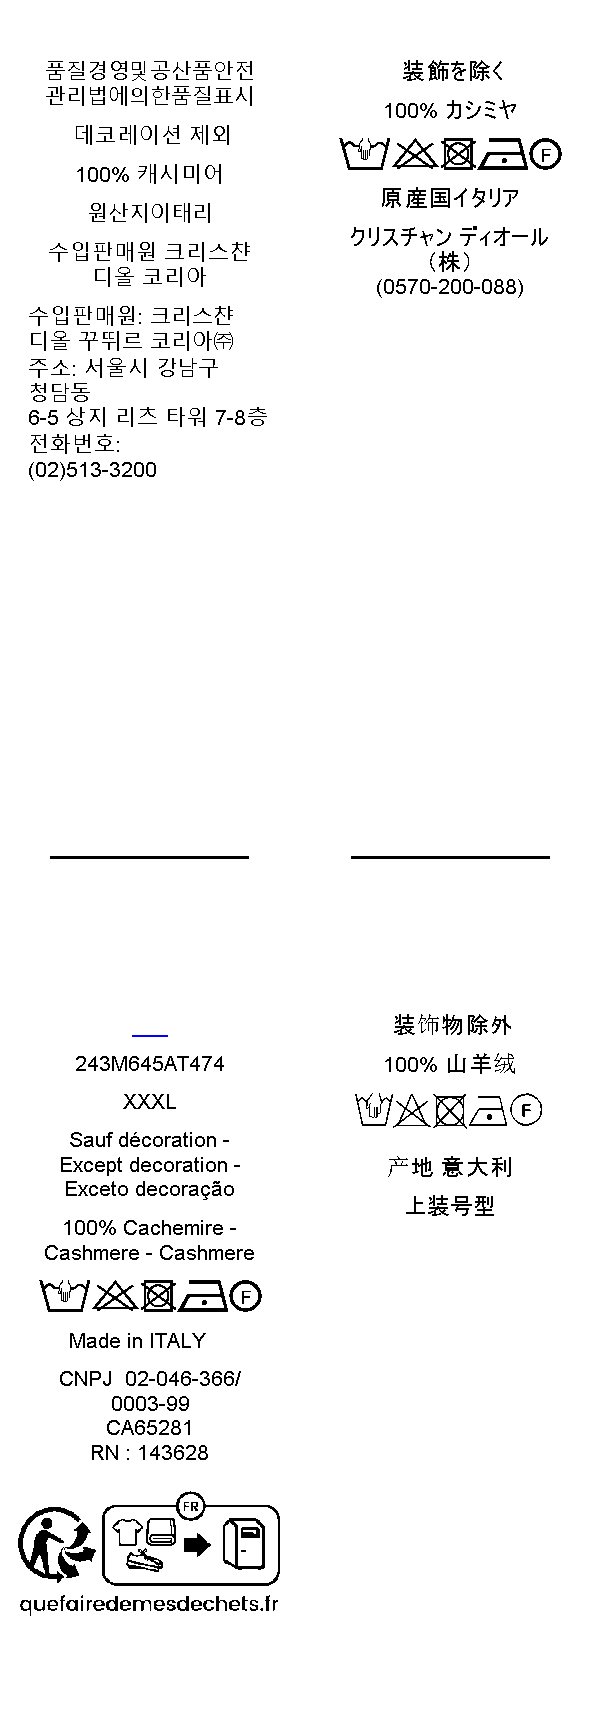 품질경영및공산품안전
관리법에의한품질표시
데코레이션 제외
100% 캐시미어
원산지이태리
수입판매원 크리스챤
디올 코리아
수입판매원: 크리스챤
디올 꾸뛰르 코리아㈜
주소: 서울시 강남구
청담동
6-5 상지 리츠 타워 7-8층
전화번호:
(02)513-3200
装飾を除く
100% カシミヤ
F
原産国イタリア
クリスチャン ディオール
（株）
(0570-200-088)
243M645AT474
XXXL
Sauf décoration -
Except decoration -
Exceto decoração
100% Cachemire -
Cashmere - Cashmere
F
Made in ITALY
CNPJ 02-046-366/
0003-99
CA65281
RN : 143628
FR
quefairedemesdechets.fr
装饰物除外
100% 山羊绒
F
产地 意大利
上装号型